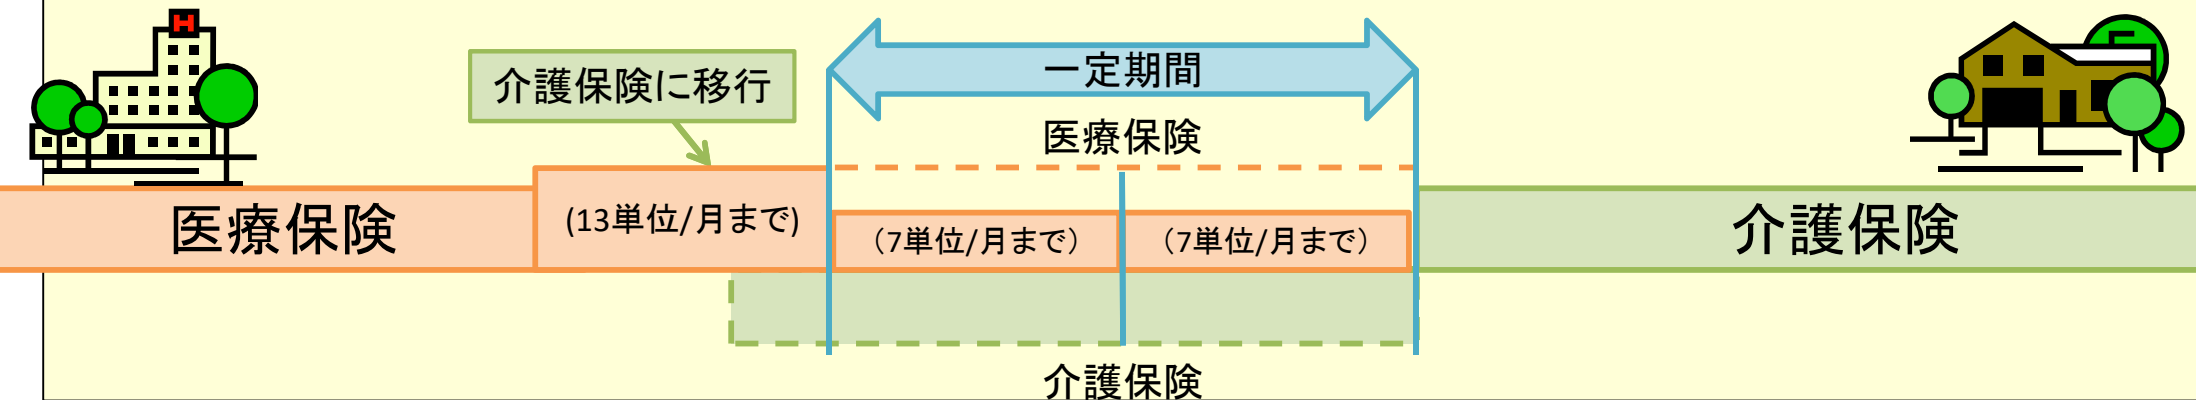 H
介護保険に移行
一定期間
医療保険
医療保険
(13単位/月まで)
（7単位/月まで）
（7単位/月まで）
介護保険
介護保険